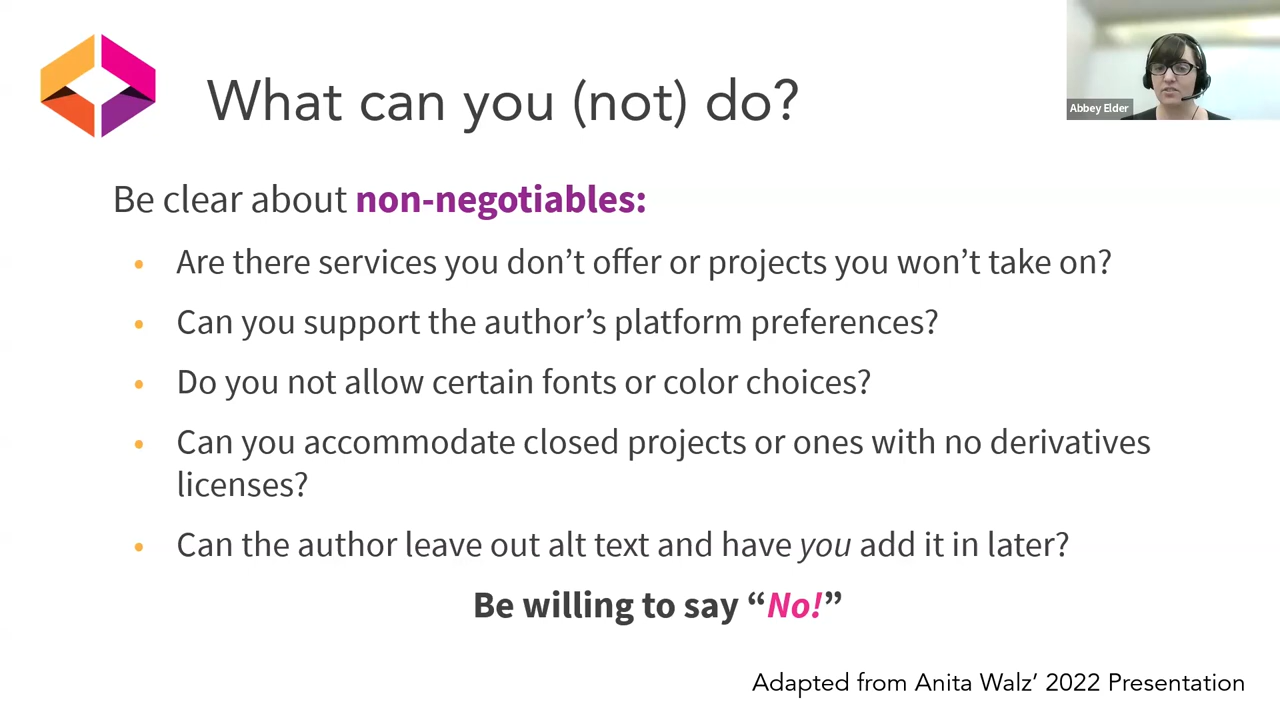 What can you (not) do?
Abbey Elder
Be clear about non-negotiables:
• Are there services you don’t offer or projects you won’t take on?
• Can you support the author’s platform preferences?
• Do you not allow certain fonts or color choices?
• Can you accommodate closed projects or ones with no derivatives
licenses?
• Can the author leave out alt text and have you add it in later?
Be willing to say “No!”
Adapted from Anita Walz’ 2022 Presentation